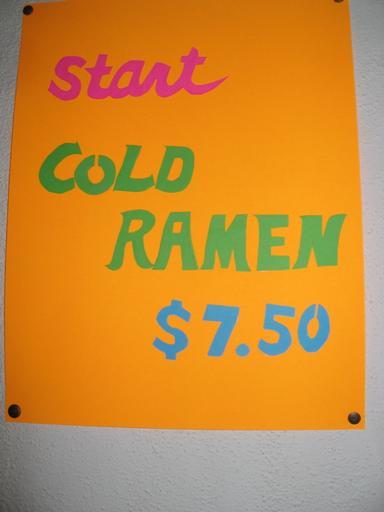 Start
COLD
RAMEN
$7.50